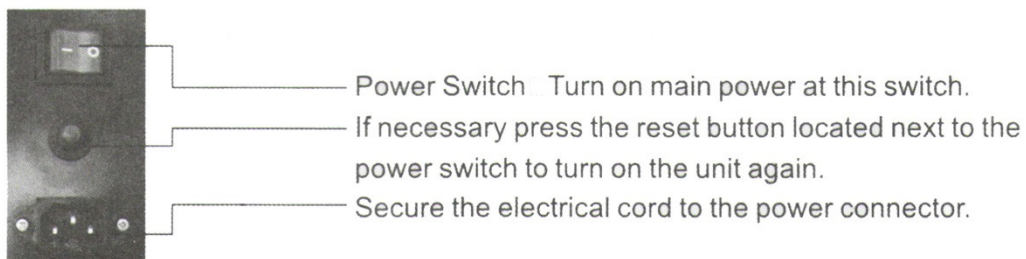 Power Switch Turn on main power at this switch.
If necessary press the reset button located next to the
power switch to turn on the unit again.
Secure the electrical cord to the power connector.